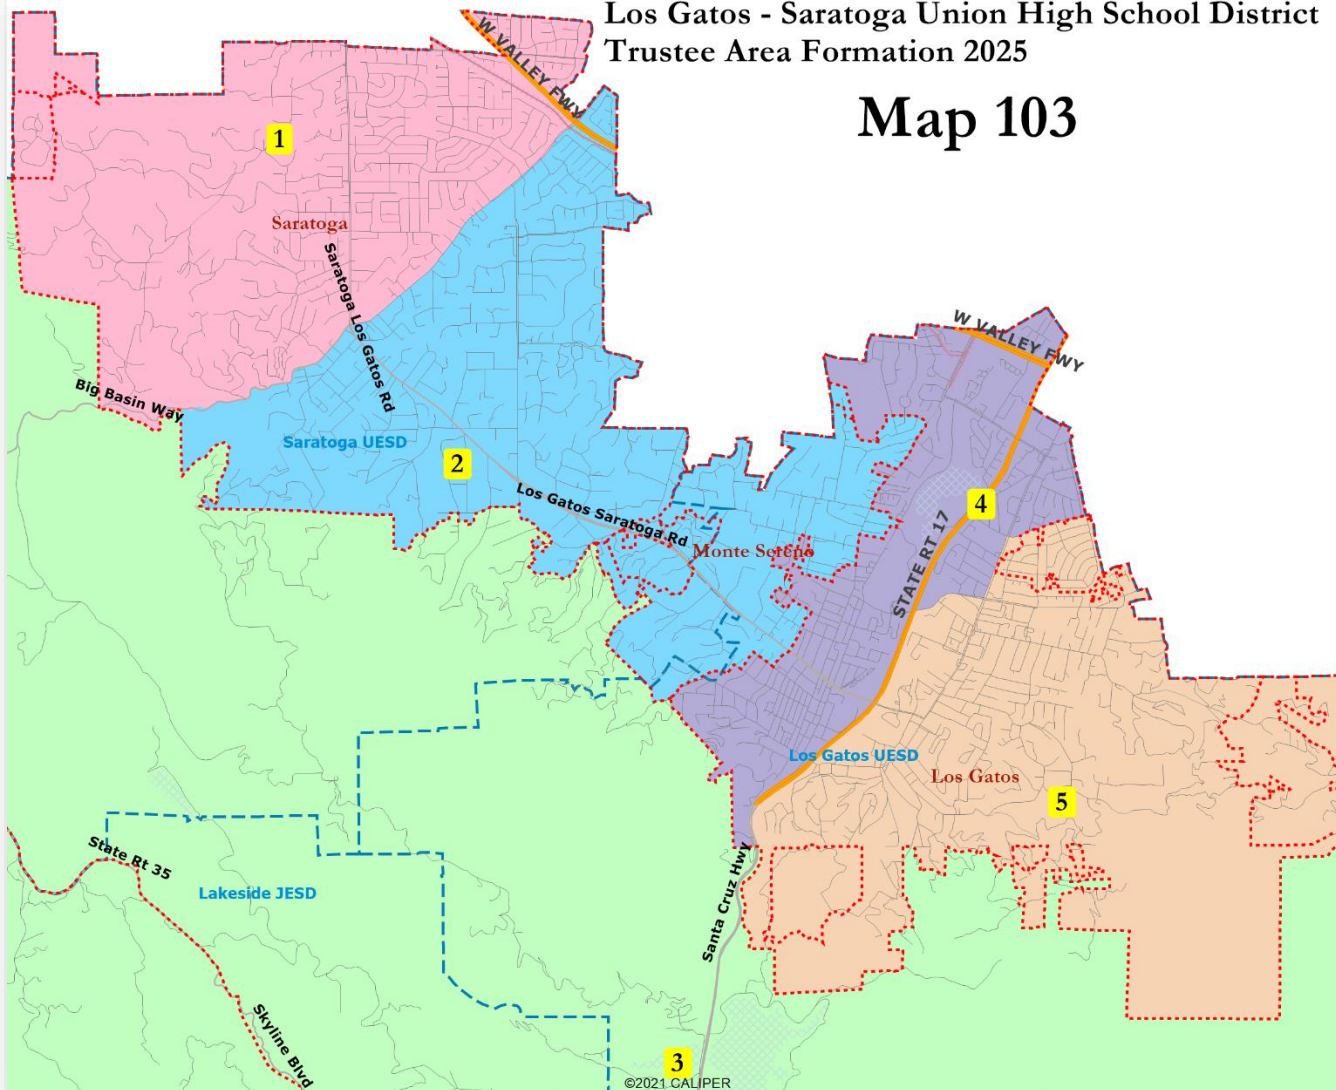 Los Gatos - Saratoga Union High School District
Trustee Area Formation 2025
Map 103
W VALLEY FWY
1
Saratoga
Saratoga Los Gatos Rd
W VALLEY FWY
Big Basin Way
Saratoga UESD
2
Los Gatos Saratoga Rd
4
Monte Sereno
STATE RT 17
Los Gatos UESD
Los Gatos
5
State Rt 35
Lakeside JESD
Santa Cruz Hwy
Skyline Blvd
3
©2021 CALIPER